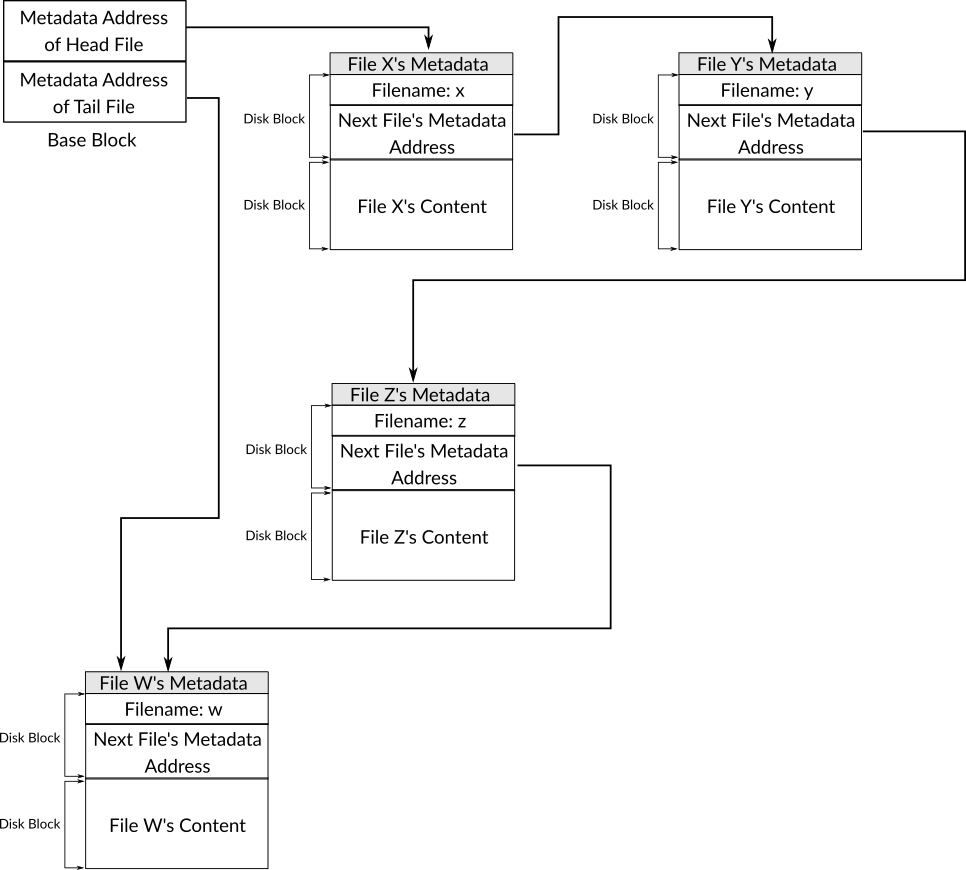 Metadata Address
of Head File
Metadata Address
of Tail File
Base Block
File X's Metadata
Filename: x
Next File's Metadata
Address
File X's Content
Disk Block
Disk Block
File Y's Metadata
Filename: y
Next File's Metadata
Address
File Y's Content
Disk Block
Disk Block
File Z's Metadata
Filename: z
Next File's Metadata
Address
File Z's Content
Disk Block
Disk Block
File W's Metadata
Filename: w
Next File's Metadata
Address
File W's Content
Disk Block
Disk Block